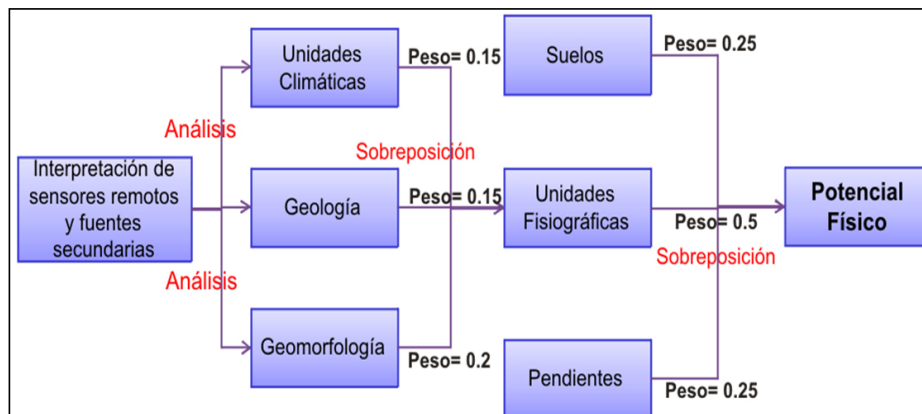 Interpretación de
sensores remotos
y fuentes
secundarias
Análisis
Análisis
Unidades
Climáticas
Geología
Geomorfología
Peso= 0.15
Sobreposición
Peso= 0.15
Peso= 0.2
Suelos
Unidades
Fisiográficas
Pendientes
Peso= 0.25
Peso= 0.5
Sobreposición
Peso= 0.25
Potencial
Físico